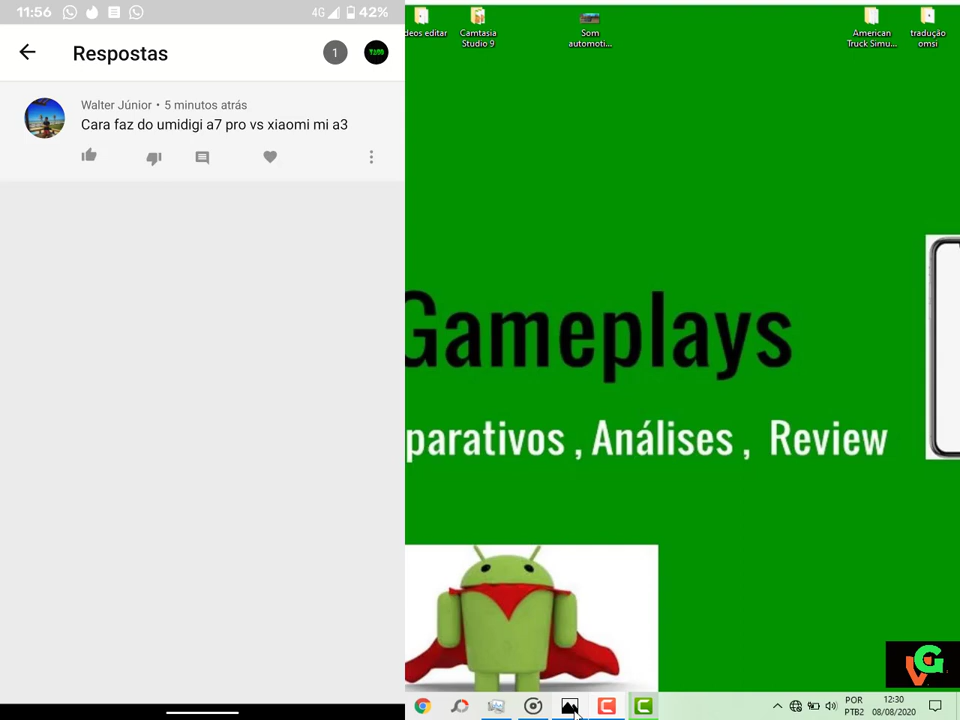 11:56
4G 42%
Respostas
1
Walter Júnior • 5 minutos atrás
Cara faz do umidigi a7 pro vs xiaomi mi a3
deos editar
Camtasia
Studio 9
Som
automoti...
American
Truck Simu...
tradução
omsi
Gameplays
parativos , Análises , Review
VG
POR
PTB2
12:30
08/08/2020